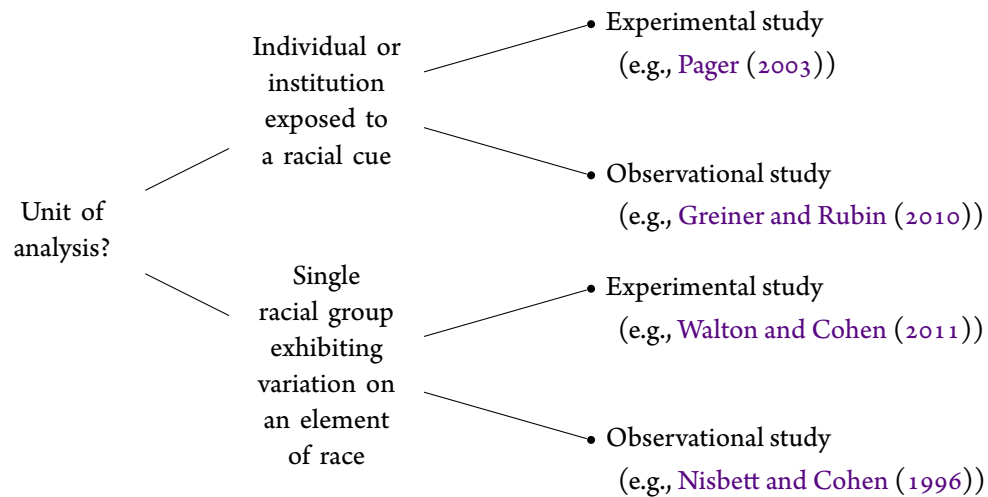 Unit of
analysis?
Individual or
institution
exposed to
a racial cue
Experimental study
(e.g., Pager (2003))
Observational study
(e.g., Greiner and Rubin (2010))
Single
racial group
exhibiting
variation on
an element
of race
Experimental study
(e.g., Walton and Cohen (2011))
Observational study
(e.g., Nisbett and Cohen (1996))